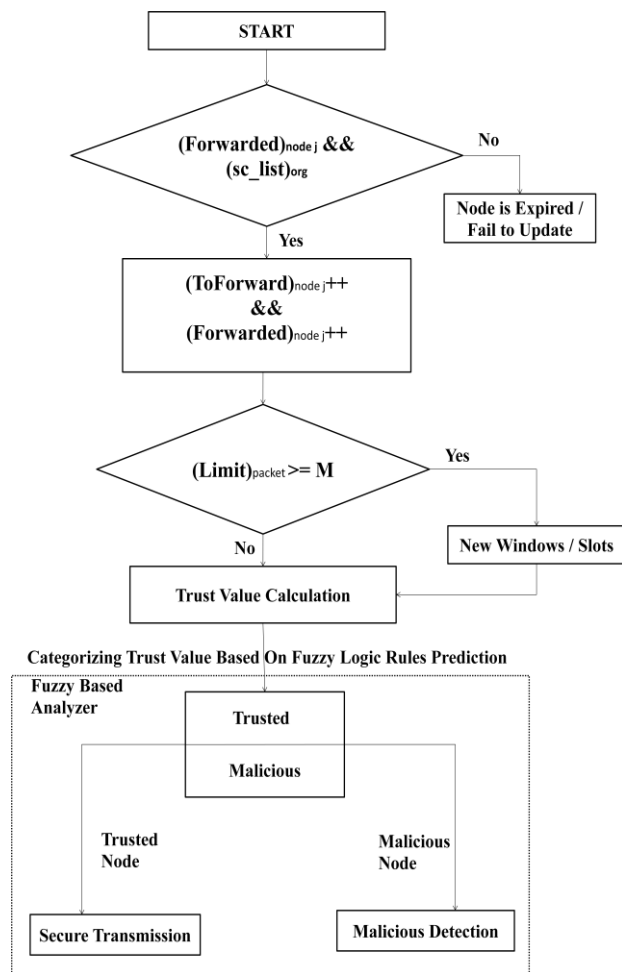 START
(Forwarded)node j &&
(sc_list)org
No
Node is Expired /
Fail to Update
Yes
(ToForward)node j++
&&
(Forwarded)node j++
(Limit)packet >= M
Yes
New Windows / Slots
No
Trust Value Calculation
Categorizing Trust Value Based On Fuzzy Logic Rules Prediction
Fuzzy Based
Analyzer
Trusted
Malicious
Trusted
Node
Malicious
Node
Secure Transmission
Malicious Detection